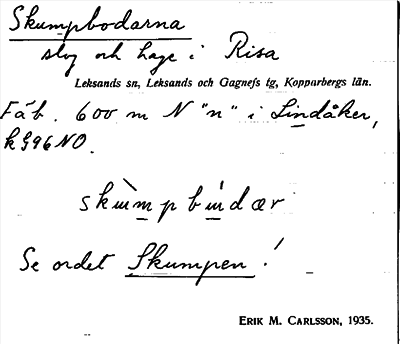 Skumpbodarna
slog och hage i Risa
Leksands sn, Leksands och Gagnefs tg, Kopparbergs län.
Fäb. 600 m N "n" i Lindåker,
k 996 NO.
skùmpbúdær
Se ordet Skumpen!
ERIK M. CARLSSON, 1935.